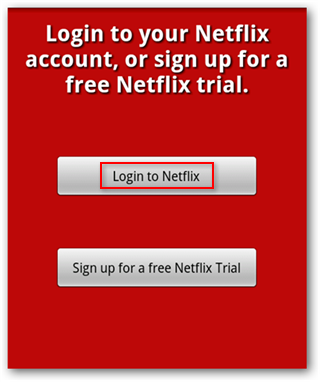 Login to your Netflix
account, or sign up for a
free Netflix trial.
Login to Netflix
Sign up for a free Netflix Trial